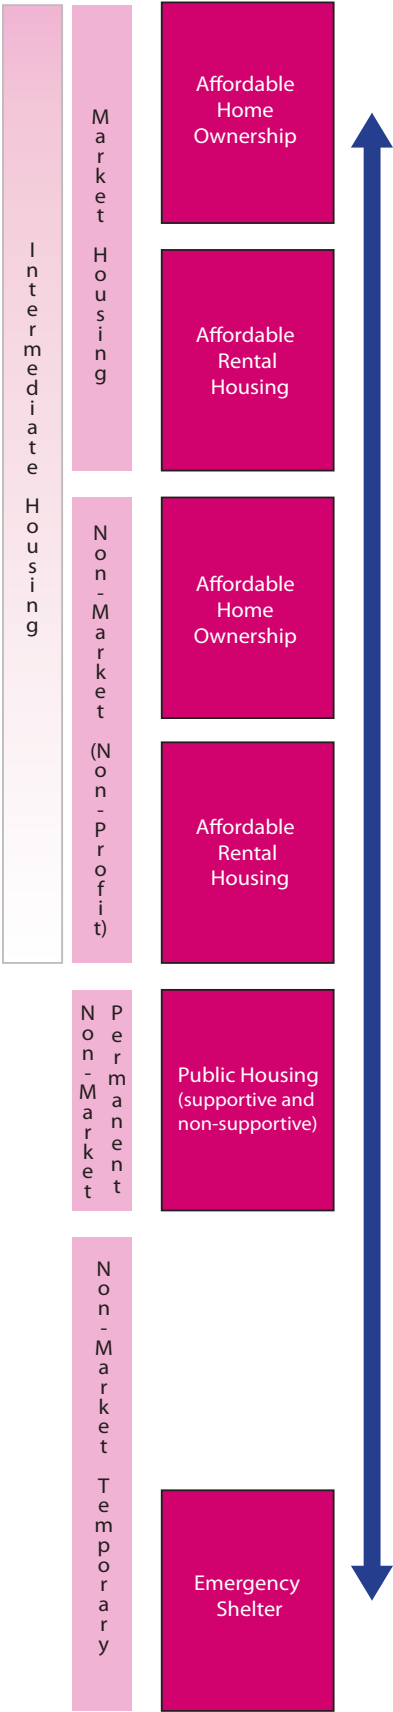 Intermediate Housing
Market Housing
Affordable
Home
Ownership
Affordable
Rental
Housing
Non-Market (Non-Profit)
Affordable
Home
Ownership
Affordable
Rental
Housing
Non-Market
Permanent
Public Housing
(supportive and
non-supportive)
Non-Market Temporary
Emergency
Shelter